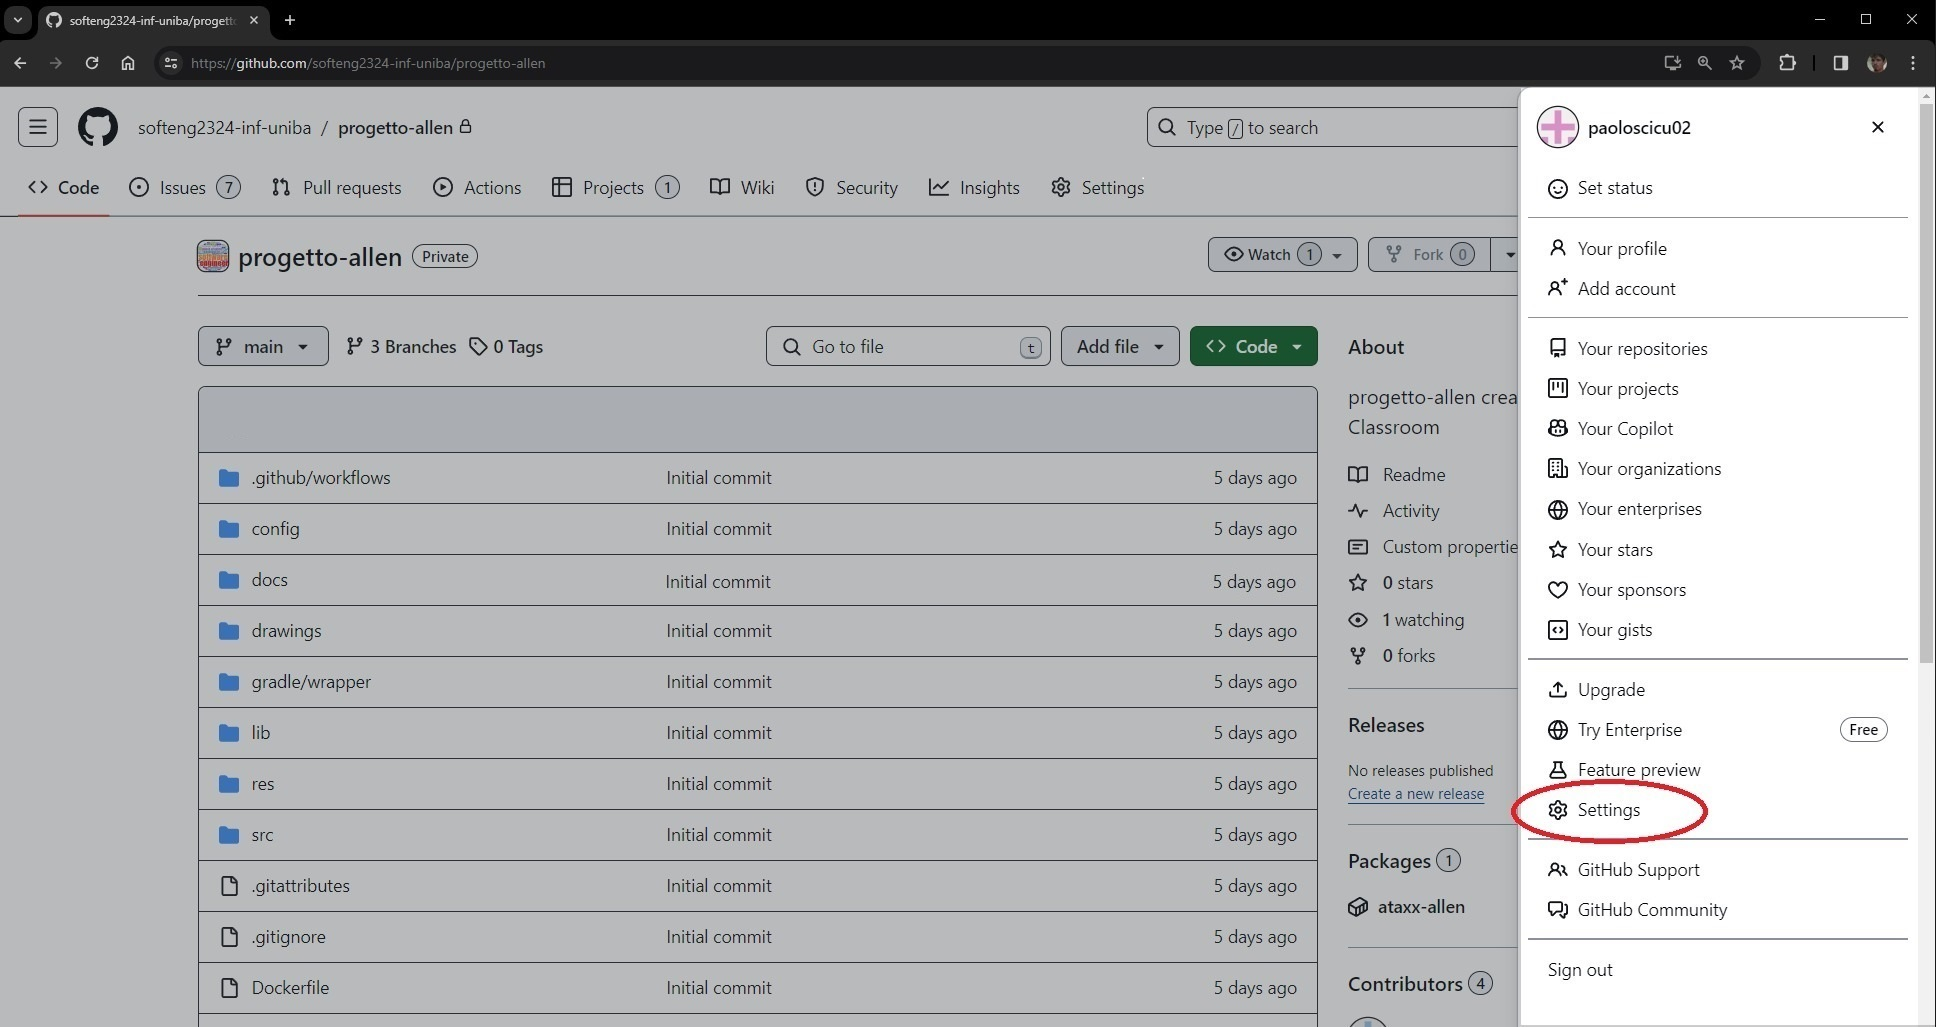 softeng2324-inf-uniba/progett
https://github.com/softeng2324-inf-uniba/progetto-allen
softeng2324-inf-uniba / progetto-allen
Type / to search
Code
Issues 7
Pull requests
Actions
Projects 1
Wiki
Security
Insights
Settings
progetto-allen Private
Watch 1
Fork 0
main
3 Branches
0 Tags
Go to file t
Add file
Code
.github/workflows Initial commit 5 days ago
config Initial commit 5 days ago
docs Initial commit 5 days ago
drawings Initial commit 5 days ago
gradle/wrapper Initial commit 5 days ago
lib Initial commit 5 days ago
res Initial commit 5 days ago
src Initial commit 5 days ago
.gitattributes Initial commit 5 days ago
.gitignore Initial commit 5 days ago
Dockerfile Initial commit 5 days ago
About
progetto-allen crea
Classroom
Readme
Activity
Custom propertie
0 stars
1 watching
0 forks
Releases
No releases published
Create a new release
Packages 1
ataxx-allen
Contributors 4
paoloscicu02
Set status
Your profile
Add account
Your repositories
Your projects
Your Copilot
Your organizations
Your enterprises
Your stars
Your sponsors
Your gists
Upgrade
Try Enterprise Free
Feature preview
Settings
GitHub Support
GitHub Community
Sign out